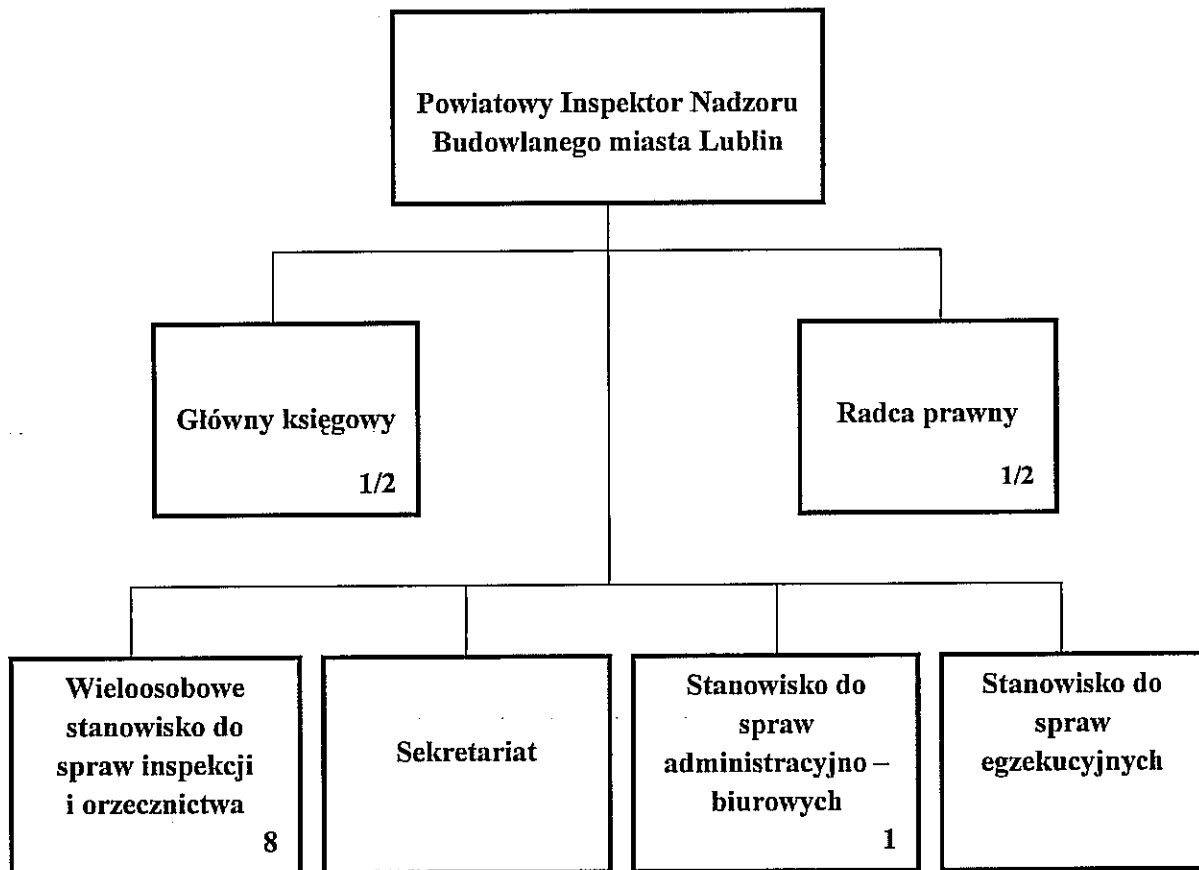 Powiatowy Inspektor Nadzoru
Budowlanego miasta Lublin
Główny księgowy
1/2
Radca prawny
1/2
Wieloosobowe
stanowisko do
spraw inspekcji
i orzecznictwa
8
Sekretariat
Stanowisko do
spraw
administracyjno –
biurowych
1
Stanowisko do
spraw
egzekucyjnych